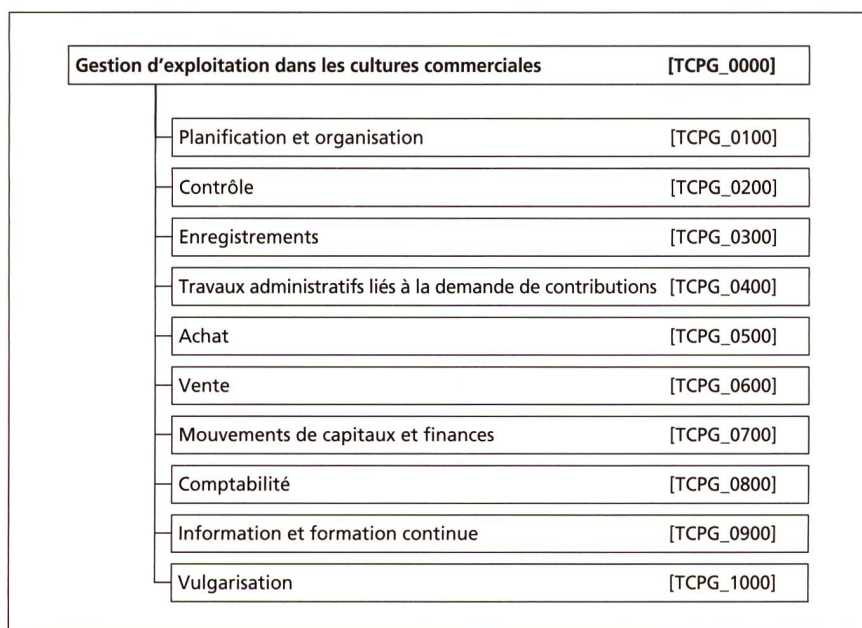 Gestion d'exploitation dans les cultures commerciales [TCPG_0000]
Planification et organisation [TCPG_0100]
Contrôle [TCPG_0200]
Enregistrements [TCPG_0300]
Travaux administratifs liés à la demande de contributions [TCPG_0400]
Achat [TCPG_0500]
Vente [TCPG_0600]
Mouvements de capitaux et finances [TCPG_0700]
Comptabilité [TCPG_0800]
Information et formation continue [TCPG_0900]
Vulgarisation [TCPG_1000]